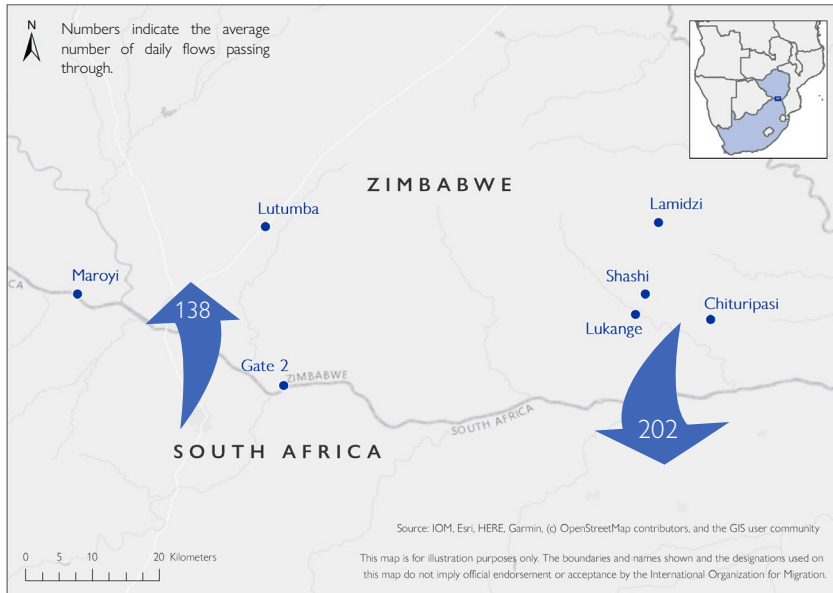 N
Numbers indicate the average
number of daily flows passing
through.
ZIMBABWE
Lutumba
Lamidzi
Maroyi
CA
138
Shashi
Chituripasi
Lukange
Gate 2
ZIMBABWE
SOUTH AFRICA
202
SOUTH AFRICA
Source: IOM, Esri, HERE, Garmin, (c) OpenStreetMap contributors, and the GIS user community
0 5 10 20 Kilometers
This map is for illustration purposes only. The boundaries and names shown and the designations used on
this map do not imply official endorsement or acceptance by the International Organization for Migration.